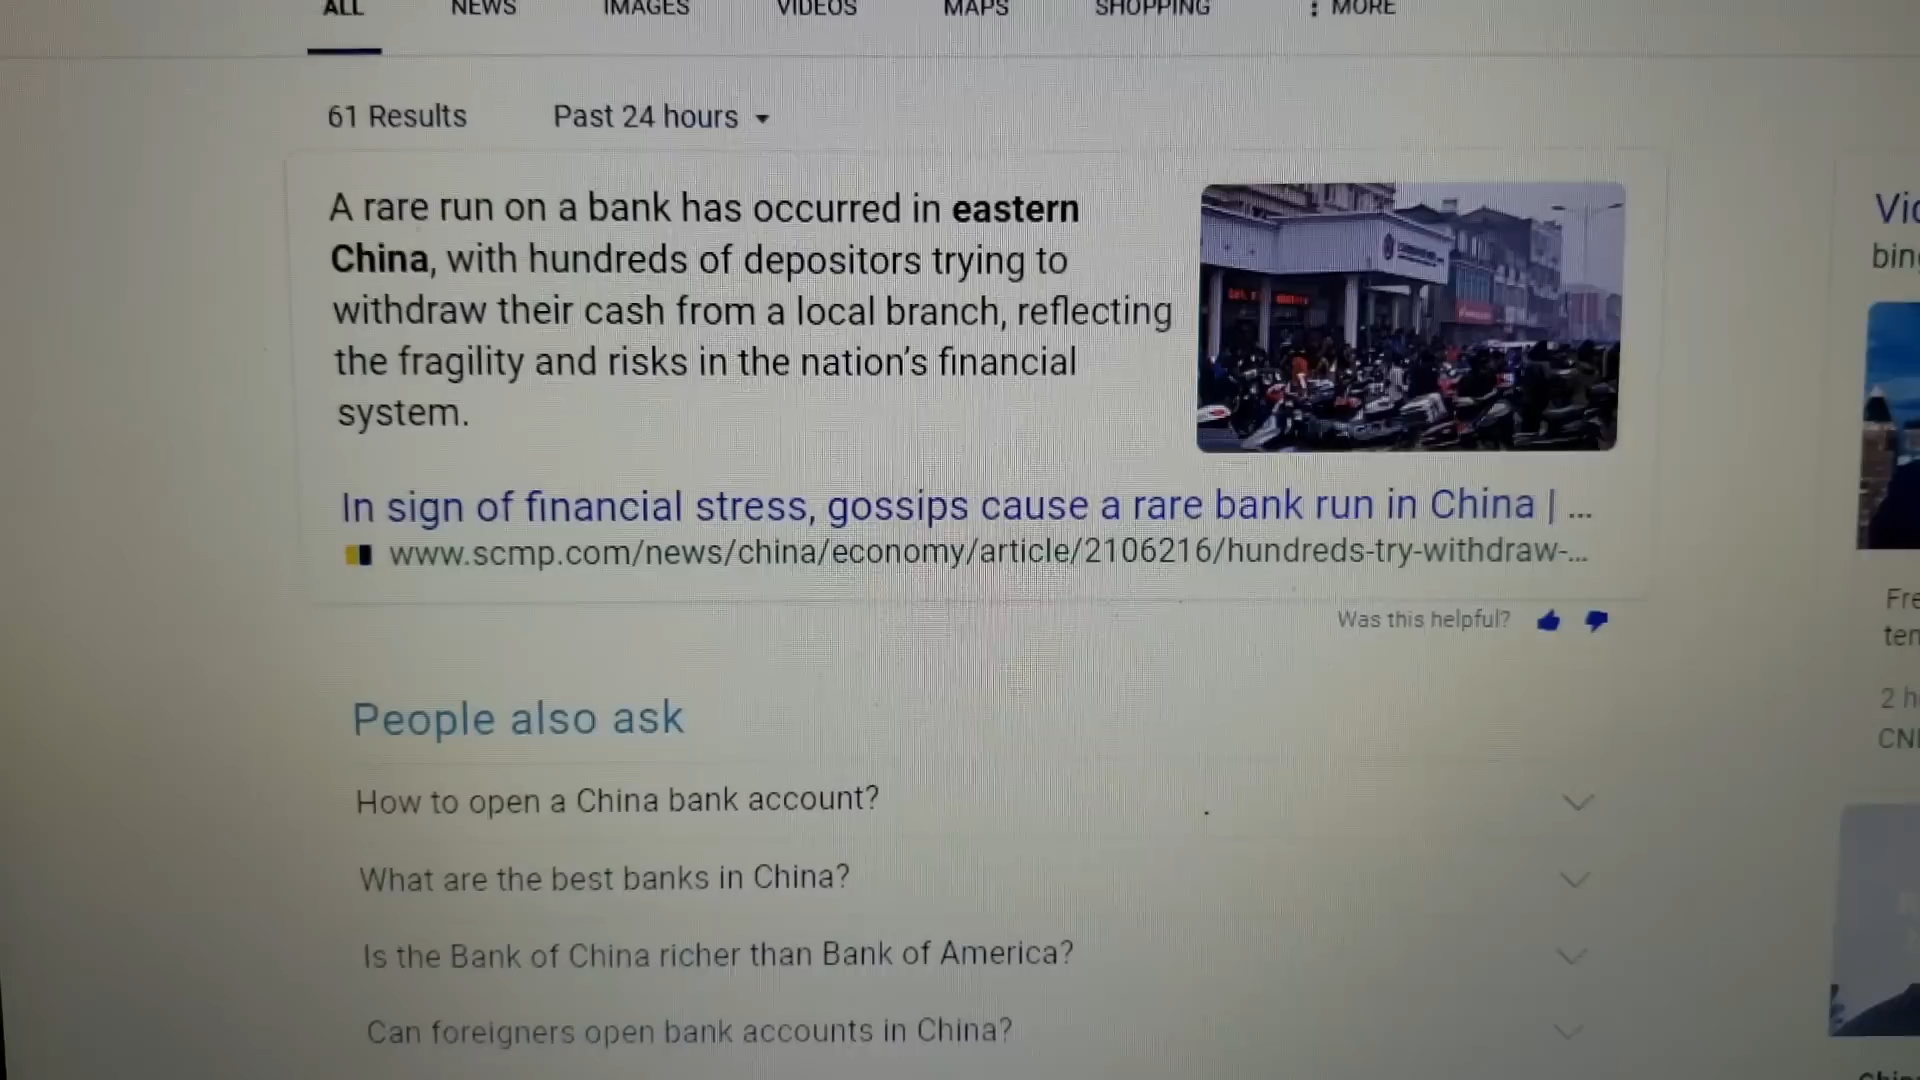 ALL NEWS IMAGES VIDEOS MAPS SHOPPING MORE
61 Results Past 24 hours
A rare run on a bank has occurred in eastern
China, with hundreds of depositors trying to
withdraw their cash from a local branch, reflecting
the fragility and risks in the nation's financial
system.
In sign of financial stress, gossips cause a rare bank run in China | ...
www.scmp.com/news/china/economy/article/2106216/hundreds-try-withdraw-...
Was this helpful?
People also ask
How to open a China bank account?
What are the best banks in China?
Is the Bank of China richer than Bank of America?
Can foreigners open bank accounts in China?
Vic
bing
Fre
ten
2 h